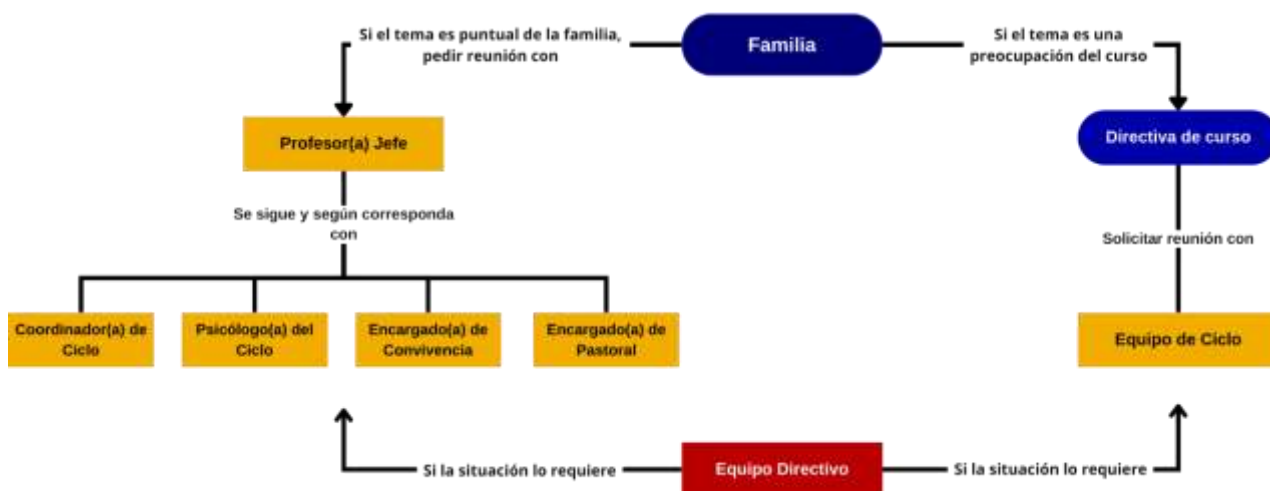 Si el tema es puntual de la familia,
pedir reunión con
Familia
Si el tema es una
preocupación del curso
Profesor(a) Jefe
Directiva de curso
Se sigue y según corresponda
con
Solicitar reunión con
Coordinador(a) de
Ciclo
Psicólogo(a) del
Ciclo
Encargado(a) de
Convivencia
Encargado(a) de
Pastoral
Equipo de Ciclo
Si la situación lo requiere
Equipo Directivo
Si la situación lo requiere